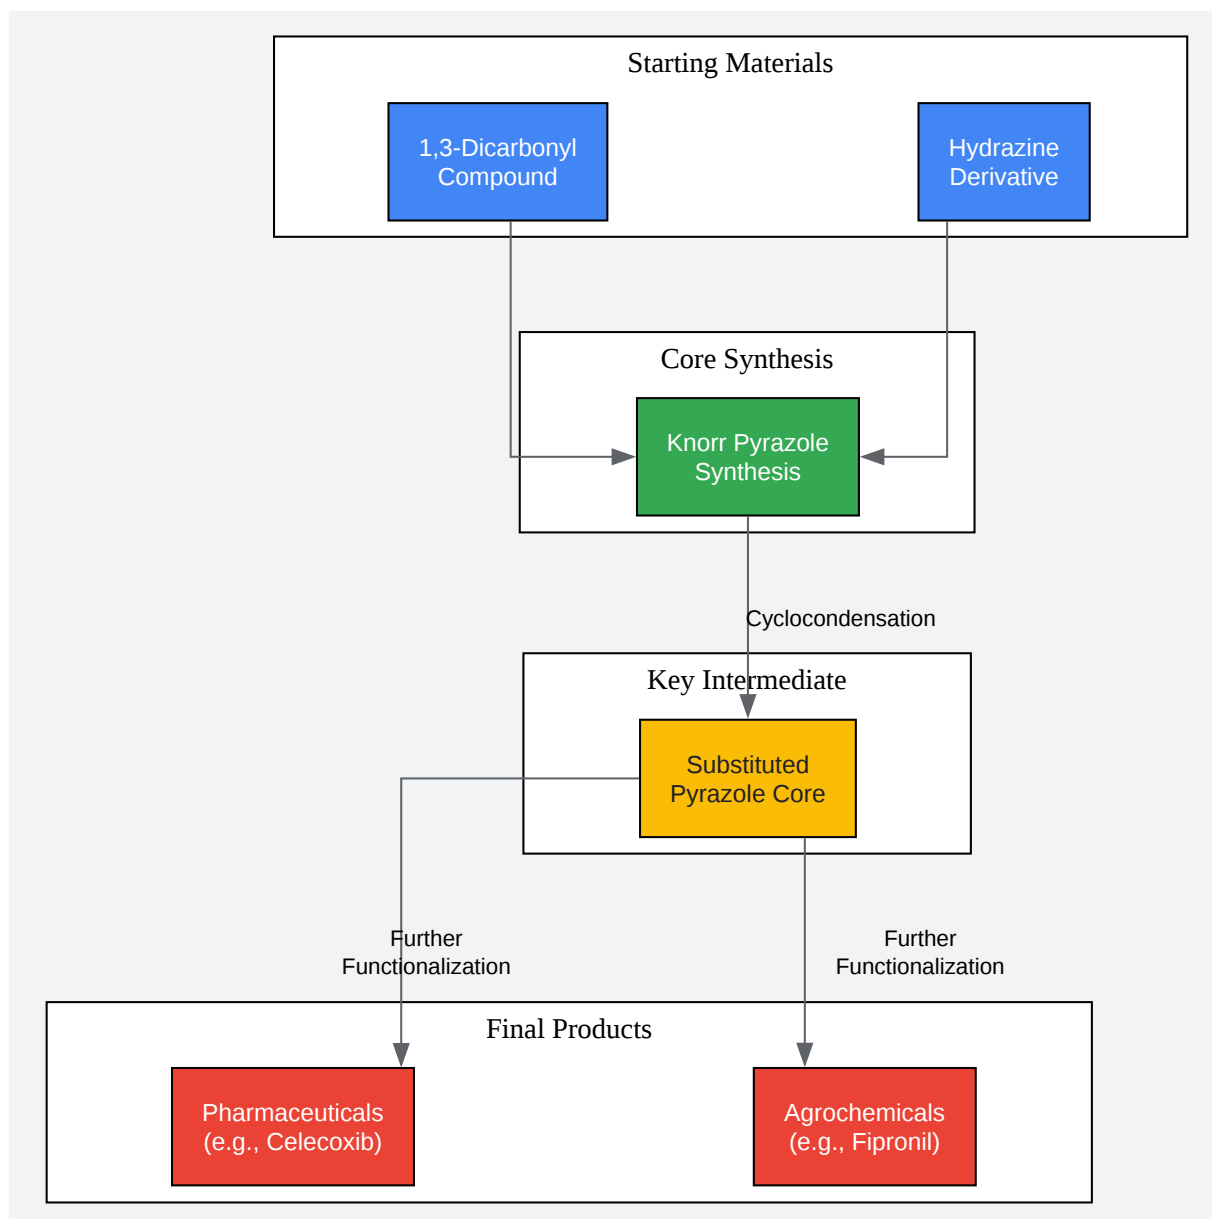 Starting Materials
1,3-Dicarbonyl
Compound
Hydrazine
Derivative
Core Synthesis
Knorr Pyrazole
Synthesis
Cyclocondensation
Key Intermediate
Substituted
Pyrazole Core
Further
Functionalization
Further
Functionalization
Final Products
Pharmaceuticals
(e.g., Celecoxib)
Agrochemicals
(e.g., Fipronil)